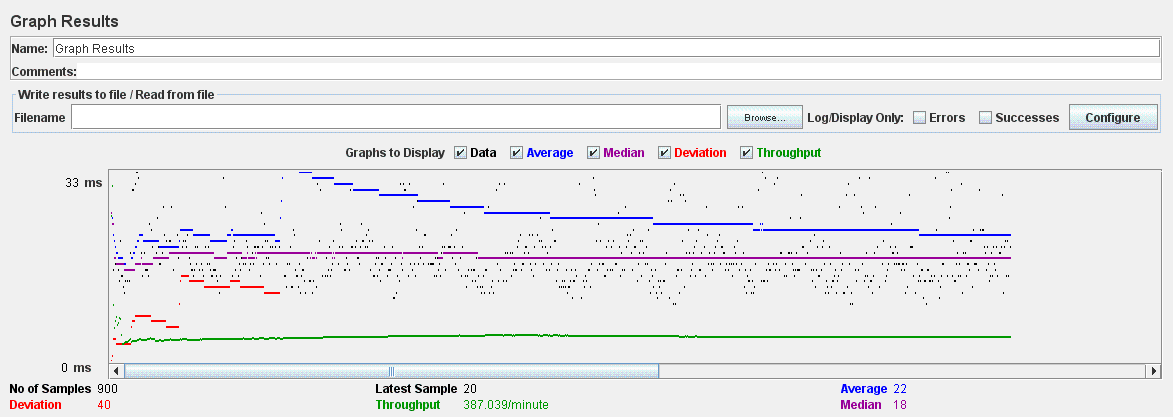 Graph Results
Name: Graph Results
Comments:
Write results to file / Read from file
Filename Browse... Log/Display Only: Errors Successes Configure
Graphs to Display Data Average Median Deviation Throughput
33 ms
0 ms
No of Samples 900 Latest Sample 20 Average 22
Deviation 40 Throughput 387.039/minute Median 18